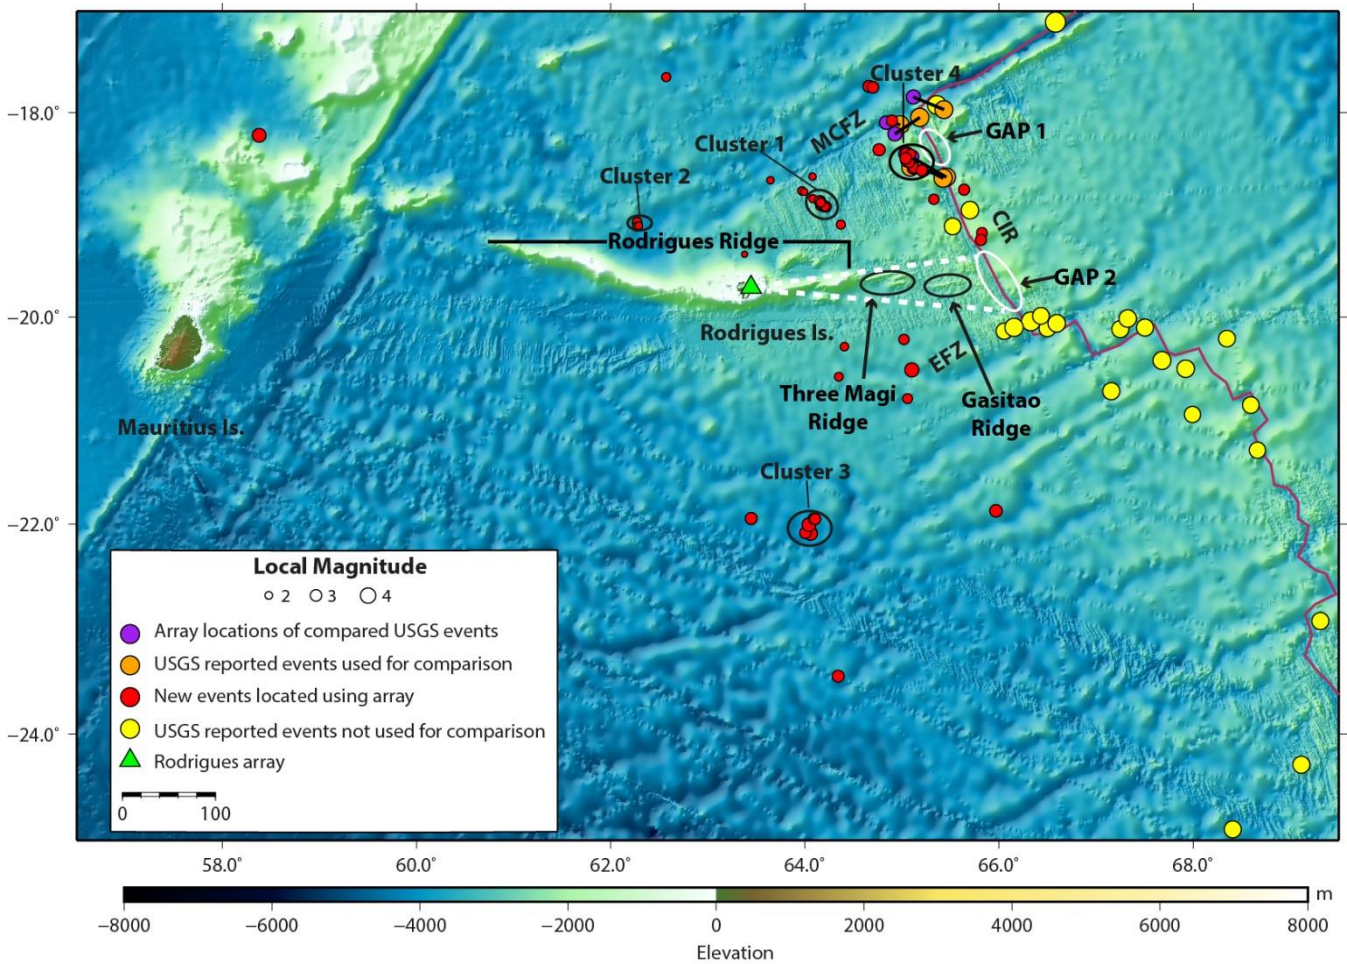 Cluster 4
−18.0˚
GAP 1
MCFZ
Cluster 1
Cluster 2
CIR
Rodrigues Ridge
GAP 2
−20.0˚
Rodrigues Is.
EFZ
Three Magi
Ridge
Gasitao
Ridge
Mauritius Is.
Cluster 3
−22.0˚
Local Magnitude
2 3 4
Array locations of compared USGS events
USGS reported events used for comparison
New events located using array
USGS reported events not used for comparison
Rodrigues array
0 100
−24.0˚
58.0˚ 60.0˚ 62.0˚ 64.0˚ 66.0˚ 68.0˚
m
−8000 −6000 −4000 −2000 0 2000 4000 6000 8000
Elevation